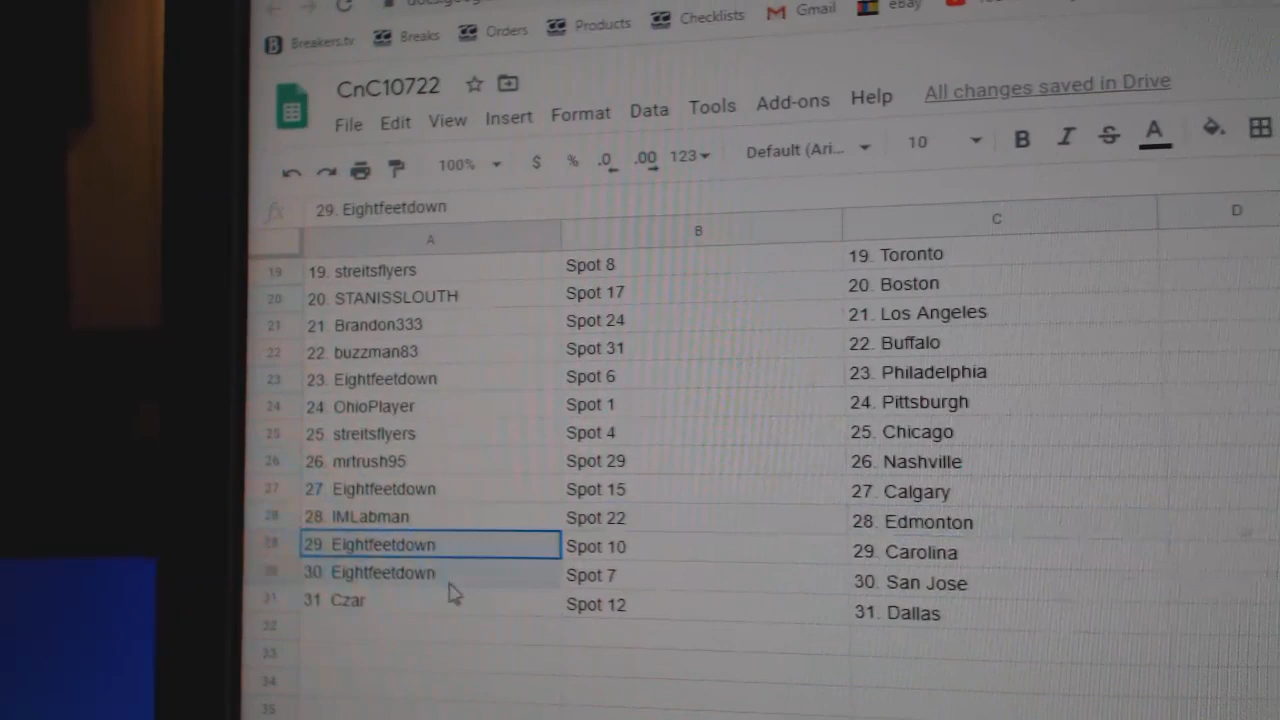 Breakers.tv Breaks Orders Products Checklists Gmail eBay
CnC10722
File Edit View Insert Format Data Tools Add-ons Help All changes saved in Drive
100% $ % .0 .00 123 Default (Ari... 10 B I S A
fx 29. Eightfeetdown
A B C D
19 19. streitsflyers Spot 8 19. Toronto
20 20. STANISSLOUTH Spot 17 20. Boston
21 21 Brandon333 Spot 24 21. Los Angeles
22 22. buzzman83 Spot 31 22. Buffalo
23 23. Eightfeetdown Spot 6 23. Philadelphia
24 24 OhioPlayer Spot 1 24. Pittsburgh
25 25 streitsflyers Spot 4 25. Chicago
26 26. mrtrush95 Spot 29 26. Nashville
27 27 Eightfeetdown Spot 15 27. Calgary
28 28. IMLabman Spot 22 28. Edmonton
29 29 Eightfeetdown Spot 10 29. Carolina
30 30 Eightfeetdown Spot 7 30. San Jose
31 31 Czar Spot 12 31. Dallas
32
33
34
35